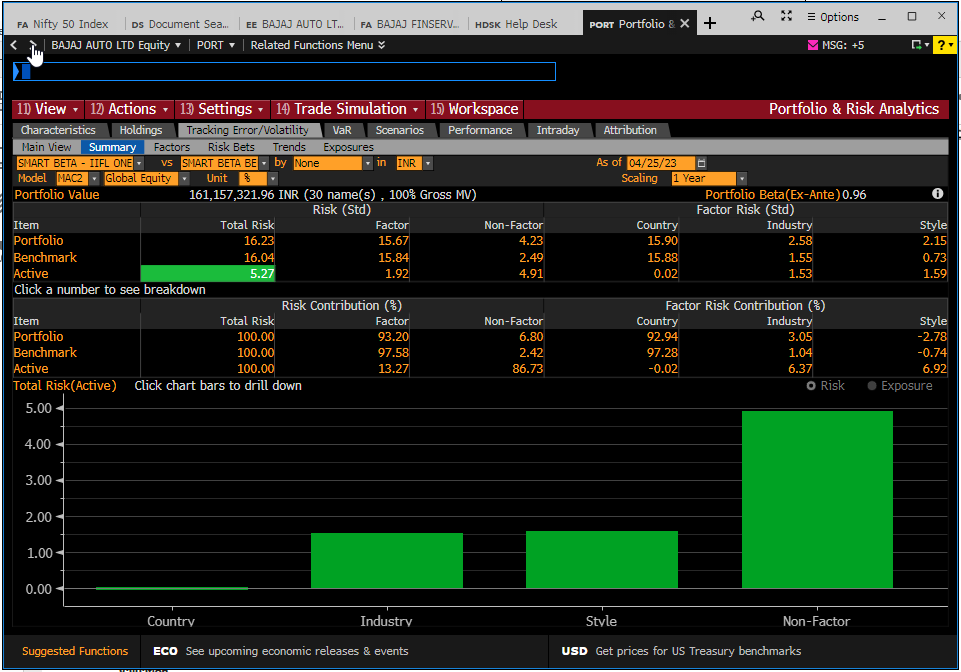 FA Nifty 50 Index DS Document Sea... EE BAJAJ AUTO LT... FA BAJAJ FINSERV... HDSK Help Desk PORT Portfolio & × + Options
BAJAJ AUTO LTD Equity PORT Related Functions Menu MSG: +5 ?
11) View 12) Actions 13) Settings 14) Trade Simulation 15) Workspace Portfolio & Risk Analytics
Characteristics Holdings Tracking Error/Volatility VaR Scenarios Performance Intraday Attribution
Main View Summary Factors Risk Bets Trends Exposures
SMART BETA - IIFL ONE vs SMART BETA BE by None in INR As of 04/25/23
Model MAC2 Global Equity Unit % Scaling 1 Year
Portfolio Value 161,157,321.96 INR (30 name(s) , 100% Gross MV) Portfolio Beta(Ex-Ante) 0.96
Risk (Std) Factor Risk (Std)
Item Total Risk Factor Non-Factor Country Industry Style
Portfolio 16.23 15.67 4.23 15.90 2.58 2.15
Benchmark 16.04 15.84 2.49 15.88 1.55 0.73
Active 5.27 1.92 4.91 0.02 1.53 1.59
Click a number to see breakdown
Risk Contribution (%) Factor Risk Contribution (%)
Item Total Risk Factor Non-Factor Country Industry Style
Portfolio 100.00 93.20 6.80 92.94 3.05 -2.78
Benchmark 100.00 97.58 2.42 97.28 1.04 -0.74
Active 100.00 13.27 86.73 -0.02 6.37 6.92
Total Risk(Active) Click chart bars to drill down Risk Exposure
5.00
4.00
3.00
2.00
1.00
0.00
Country Industry Style Non-Factor
Suggested Functions ECO See upcoming economic releases & events USD Get prices for US Treasury benchmarks